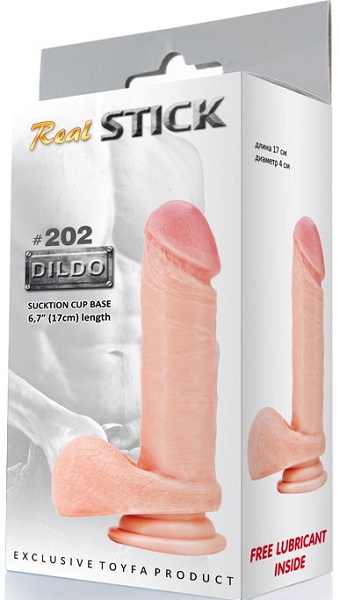 Real STICK
#202
DILDO
SUCKTION CUP BASE
6,7" (17cm) length
EXCLUSIVE TOYFA PRODUCT
длина 17 см
диаметр 4 см
FREE LUBRICANT
INSIDE